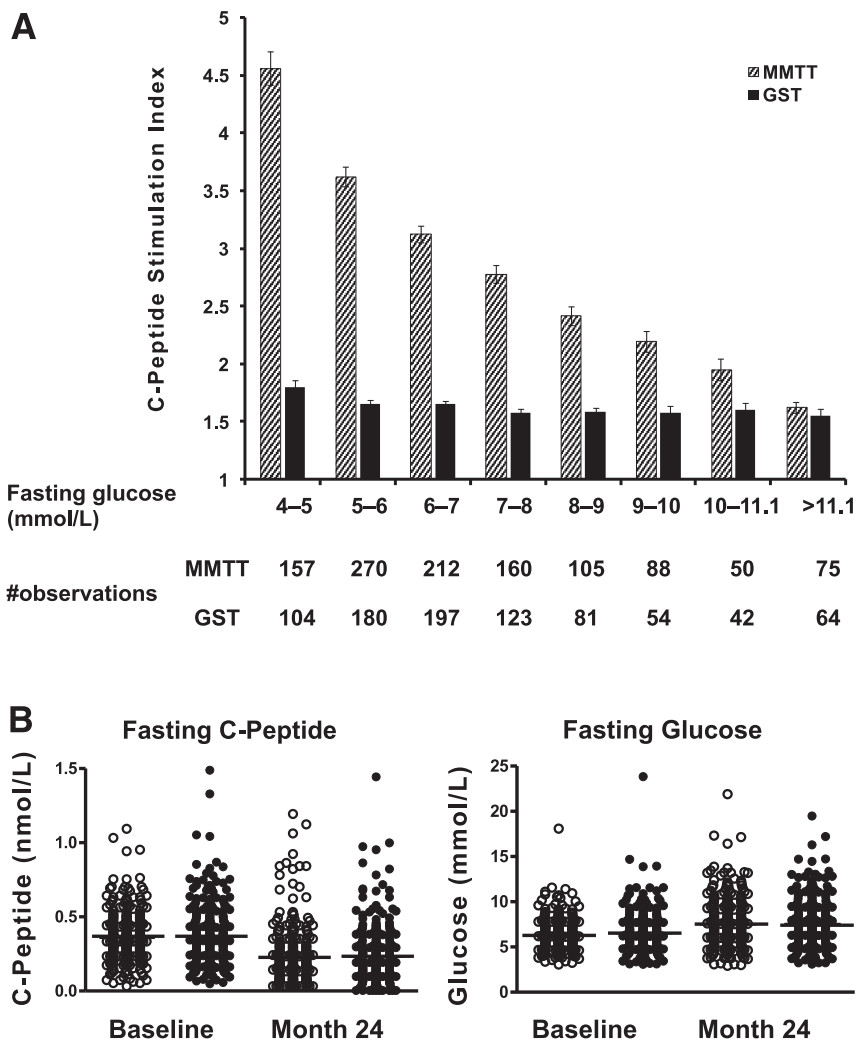 A
C-Peptide Stimulation Index
5
4.5
4
3.5
3
2.5
2
1.5
1
MMTT
GST
Fasting glucose
(mmol/L)
4–5 5–6 6–7 7–8 8–9 9–10 10–11.1 >11.1
#observations
MMTT 157 270 212 160 105 88 50 75
GST 104 180 197 123 81 54 42 64
B
Fasting C-Peptide
C-Peptide (nmol/L)
1.5
1.0
0.5
0.0
Baseline Month 24
Fasting Glucose
Glucose (mmol/L)
25
20
15
10
5
0
Baseline Month 24